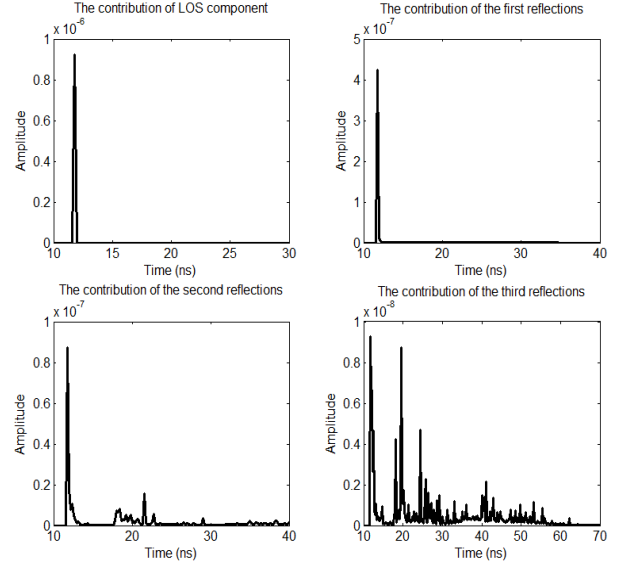 The contribution of LOS component
x 10^-6
1
0.8
0.6
0.4
0.2
0
Amplitude
10 15 20 25 30
Time (ns)
The contribution of the first reflections
x 10^-7
5
4
3
2
1
0
Amplitude
10 20 30 40
Time (ns)
The contribution of the second reflections
x 10^-7
1
0.8
0.6
0.4
0.2
0
Amplitude
10 20 30 40
Time (ns)
The contribution of the third reflections
x 10^-8
1
0.8
0.6
0.4
0.2
0
Amplitude
10 20 30 40 50 60 70
Time (ns)